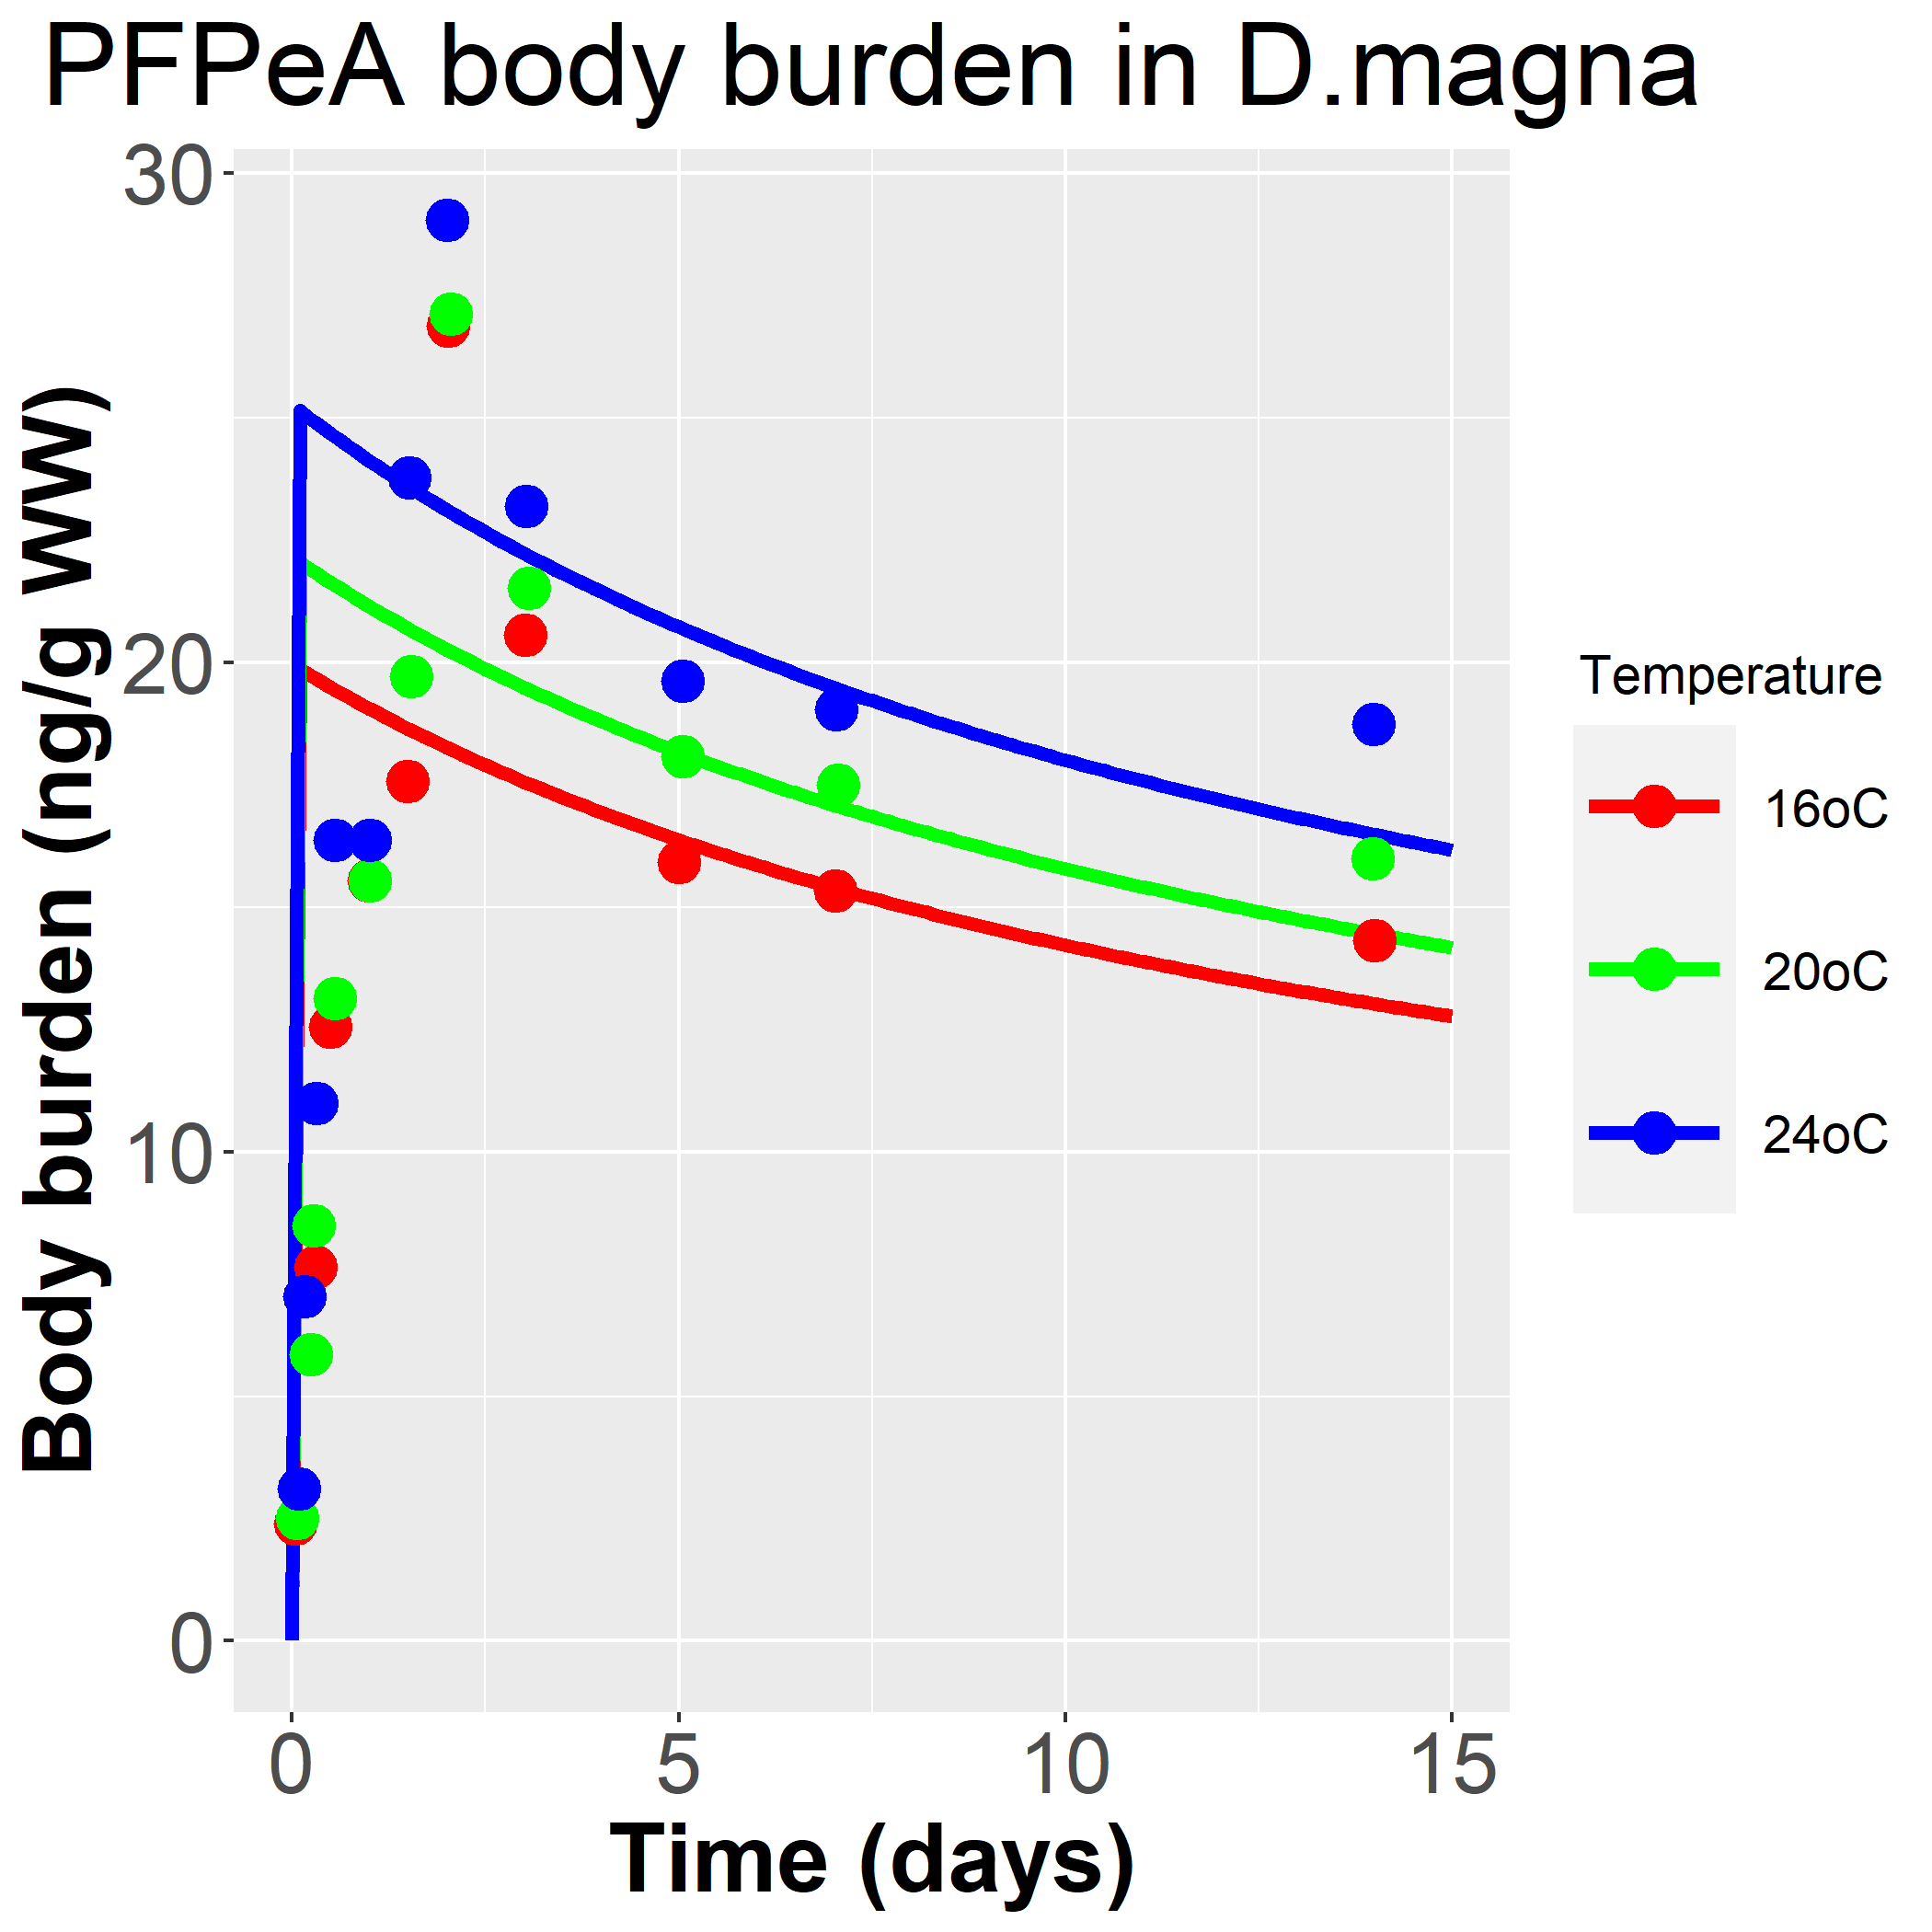 PFPeA body burden in D.magna
Body burden (ng/g WW)
30
20
10
0
0
5
10
15
Time (days)
Temperature
16oC
20oC
24oC